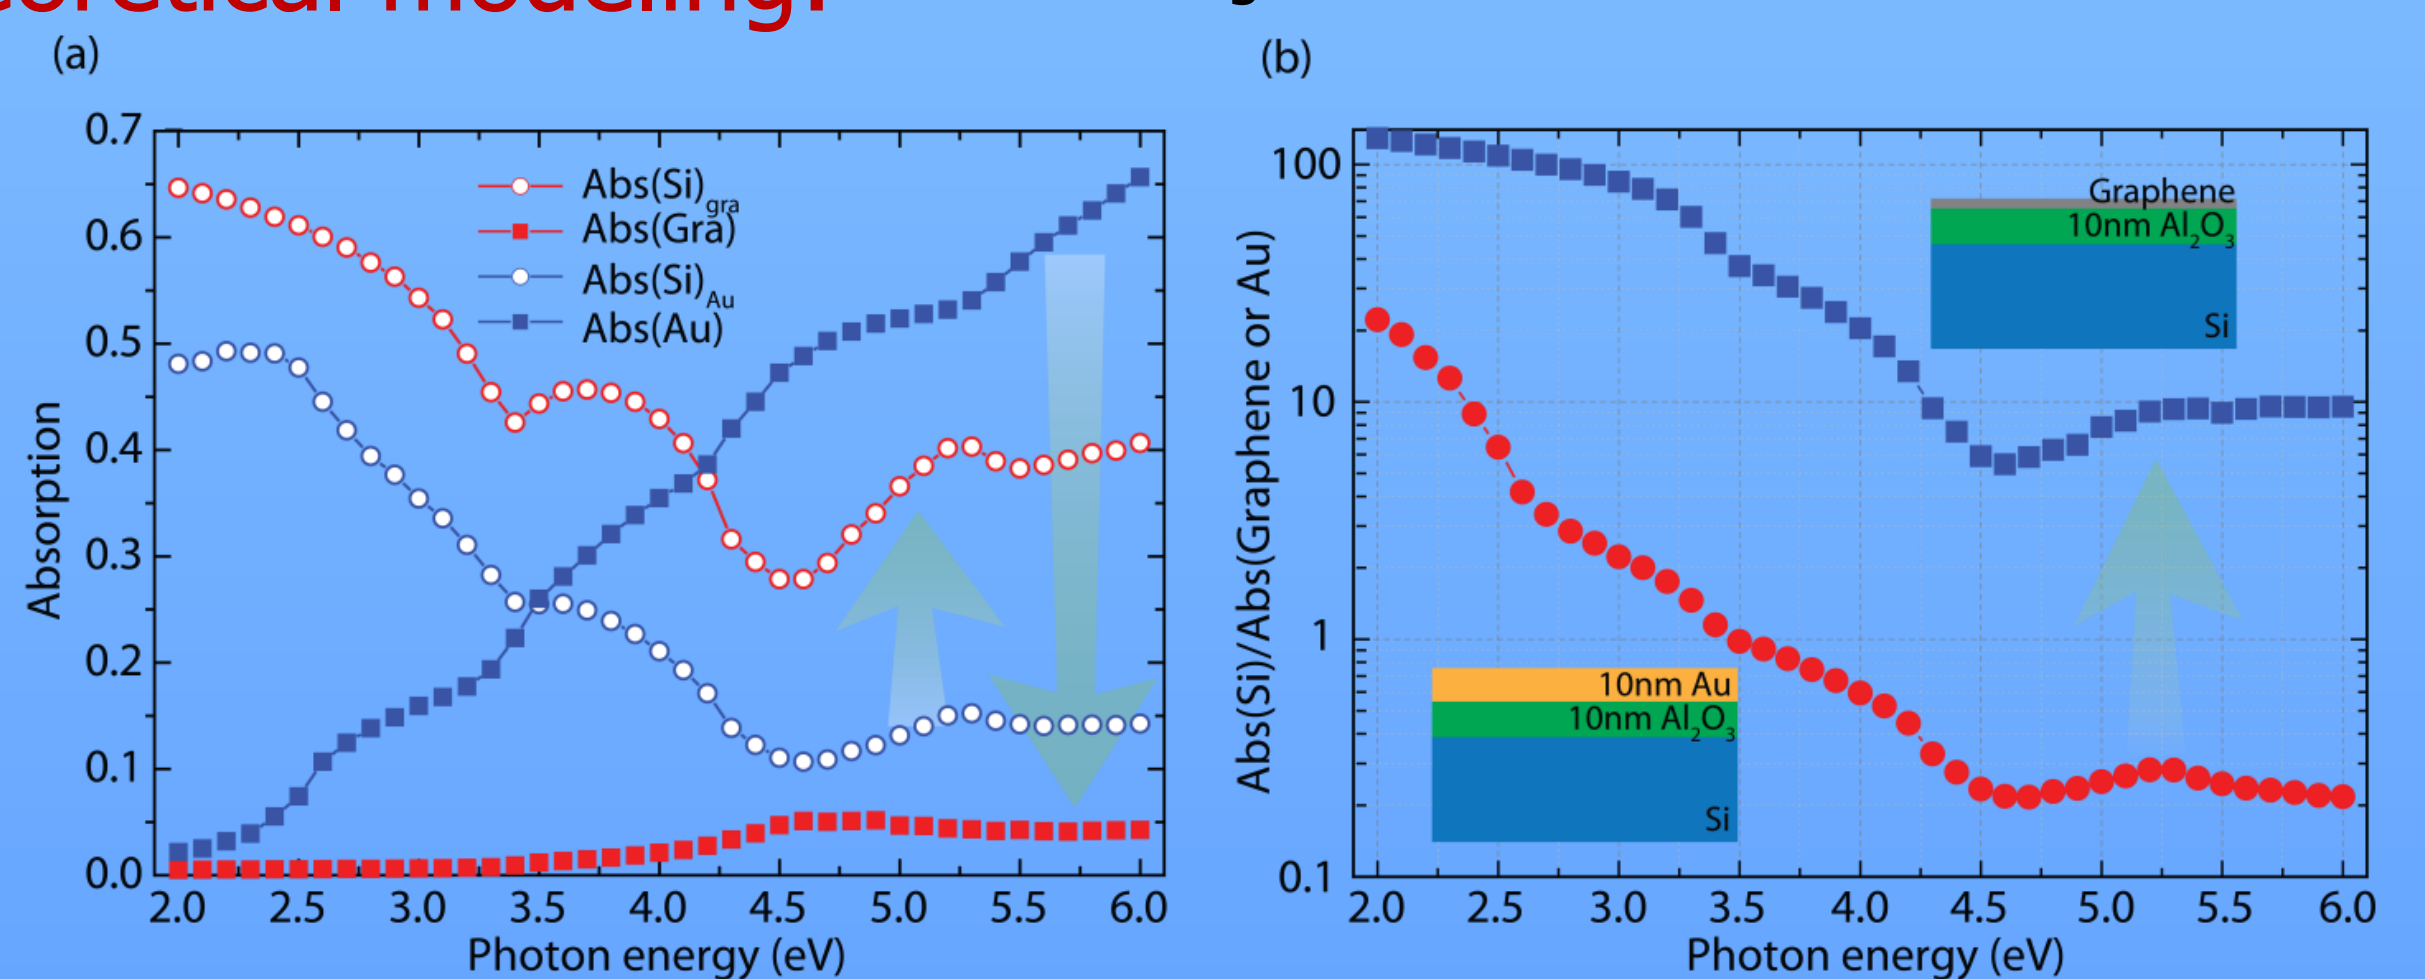 oretical modeling?
(a)
0.7
0.6
0.5
0.4
0.3
0.2
0.1
0.0
Absorption
Abs(Si)gra
Abs(Gra)
Abs(Si)Au
Abs(Au)
2.0 2.5 3.0 3.5 4.0 4.5 5.0 5.5 6.0
Photon energy (eV)
(b)
100
10
1
0.1
Abs(Si)/Abs(Graphene or Au)
Graphene
10nm Al2O3
Si
10nm Au
10nm Al2O3
Si
2.0 2.5 3.0 3.5 4.0 4.5 5.0 5.5 6.0
Photon energy (eV)